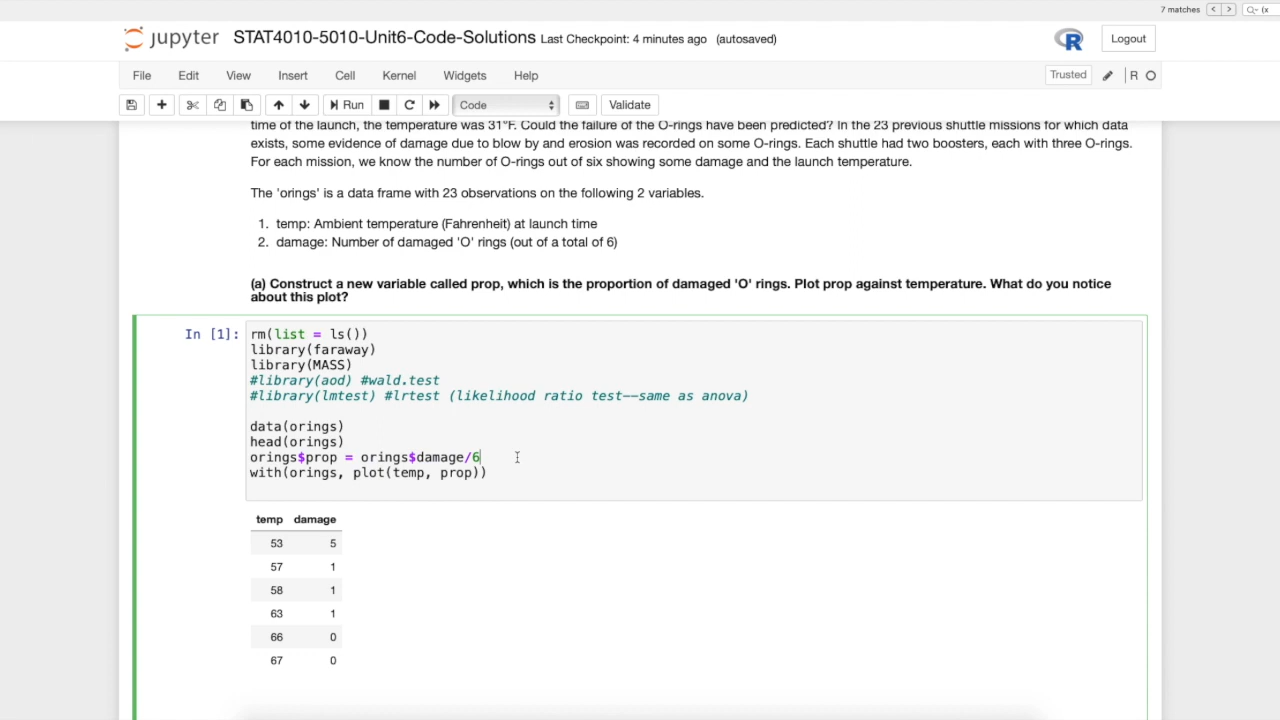 7 matches < > (x
jupyter STAT4010-5010-Unit6-Code-Solutions Last Checkpoint: 4 minutes ago (autosaved) R Logout
File Edit View Insert Cell Kernel Widgets Help Trusted R
Run Code Validate
time of the launch, the temperature was 31°F. Could the failure of the O-rings have been predicted? In the 23 previous shuttle missions for which data
exists, some evidence of damage due to blow by and erosion was recorded on some O-rings. Each shuttle had two boosters, each with three O-rings.
For each mission, we know the number of O-rings out of six showing some damage and the launch temperature.
The 'orings' is a data frame with 23 observations on the following 2 variables.
1. temp: Ambient temperature (Fahrenheit) at launch time
2. damage: Number of damaged 'O' rings (out of a total of 6)
(a) Construct a new variable called prop, which is the proportion of damaged 'O' rings. Plot prop against temperature. What do you notice
about this plot?
In [1]: rm(list = ls())
library(faraway)
library(MASS)
#library(aod) #wald.test
#library(lmtest) #lrtest (likelihood ratio test--same as anova)
data(orings)
head(orings)
orings$prop = orings$damage/6
with(orings, plot(temp, prop))
temp damage
53 5
57 1
58 1
63 1
66 0
67 0